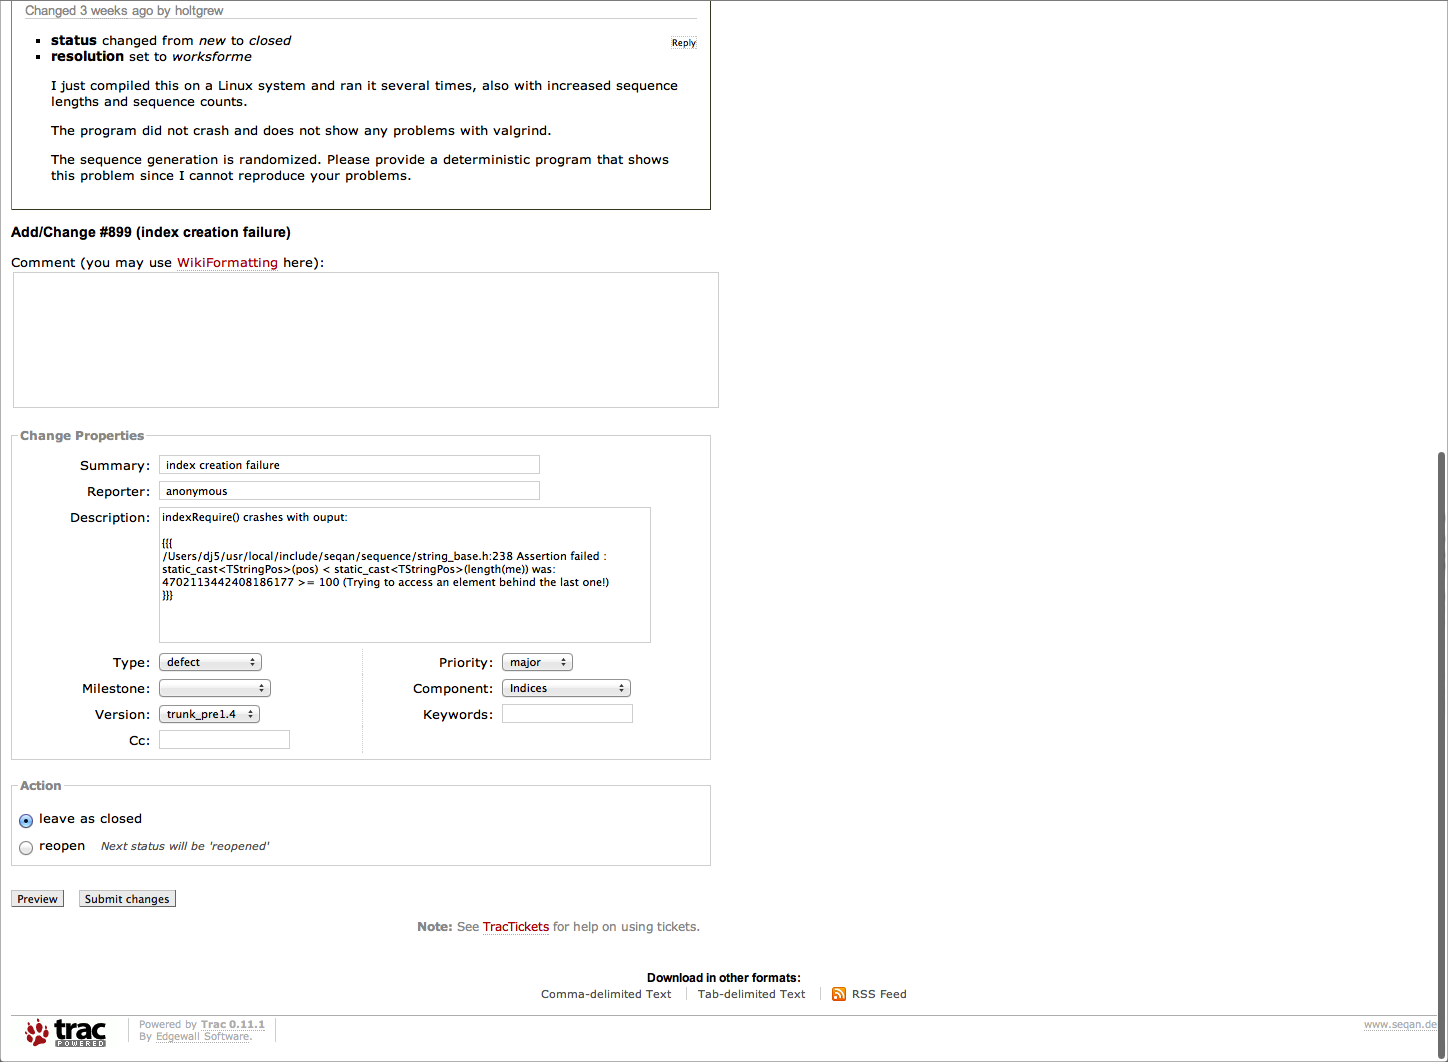 Changed 3 weeks ago by holtgrew
status changed from new to closed
Reply
resolution set to worksforme
I just compiled this on a Linux system and ran it several times, also with increased sequence
lengths and sequence counts.
The program did not crash and does not show any problems with valgrind.
The sequence generation is randomized. Please provide a deterministic program that shows
this problem since I cannot reproduce your problems.
Add/Change #899 (index creation failure)
Comment (you may use WikiFormatting here):
Change Properties
Summary: index creation failure
Reporter: anonymous
Description: indexRequire() crashes with ouput:
{{{
/Users/dj5/usr/local/include/seqan/sequence/string_base.h:238 Assertion failed :
static_cast<TStringPos>(pos) < static_cast<TStringPos>(length(me)) was:
4702113442408186177 >= 100 (Trying to access an element behind the last one!)
}}}
Type: defect Priority: major
Milestone: Component: Indices
Version: trunk_pre1.4 Keywords:
Cc:
Action
leave as closed
reopen Next status will be 'reopened'
Preview Submit changes
Note: See TracTickets for help on using tickets.
Download in other formats:
Comma-delimited Text Tab-delimited Text RSS Feed
trac POWERED
Powered by Trac 0.11.1
By Edgewall Software.
www.seqan.de